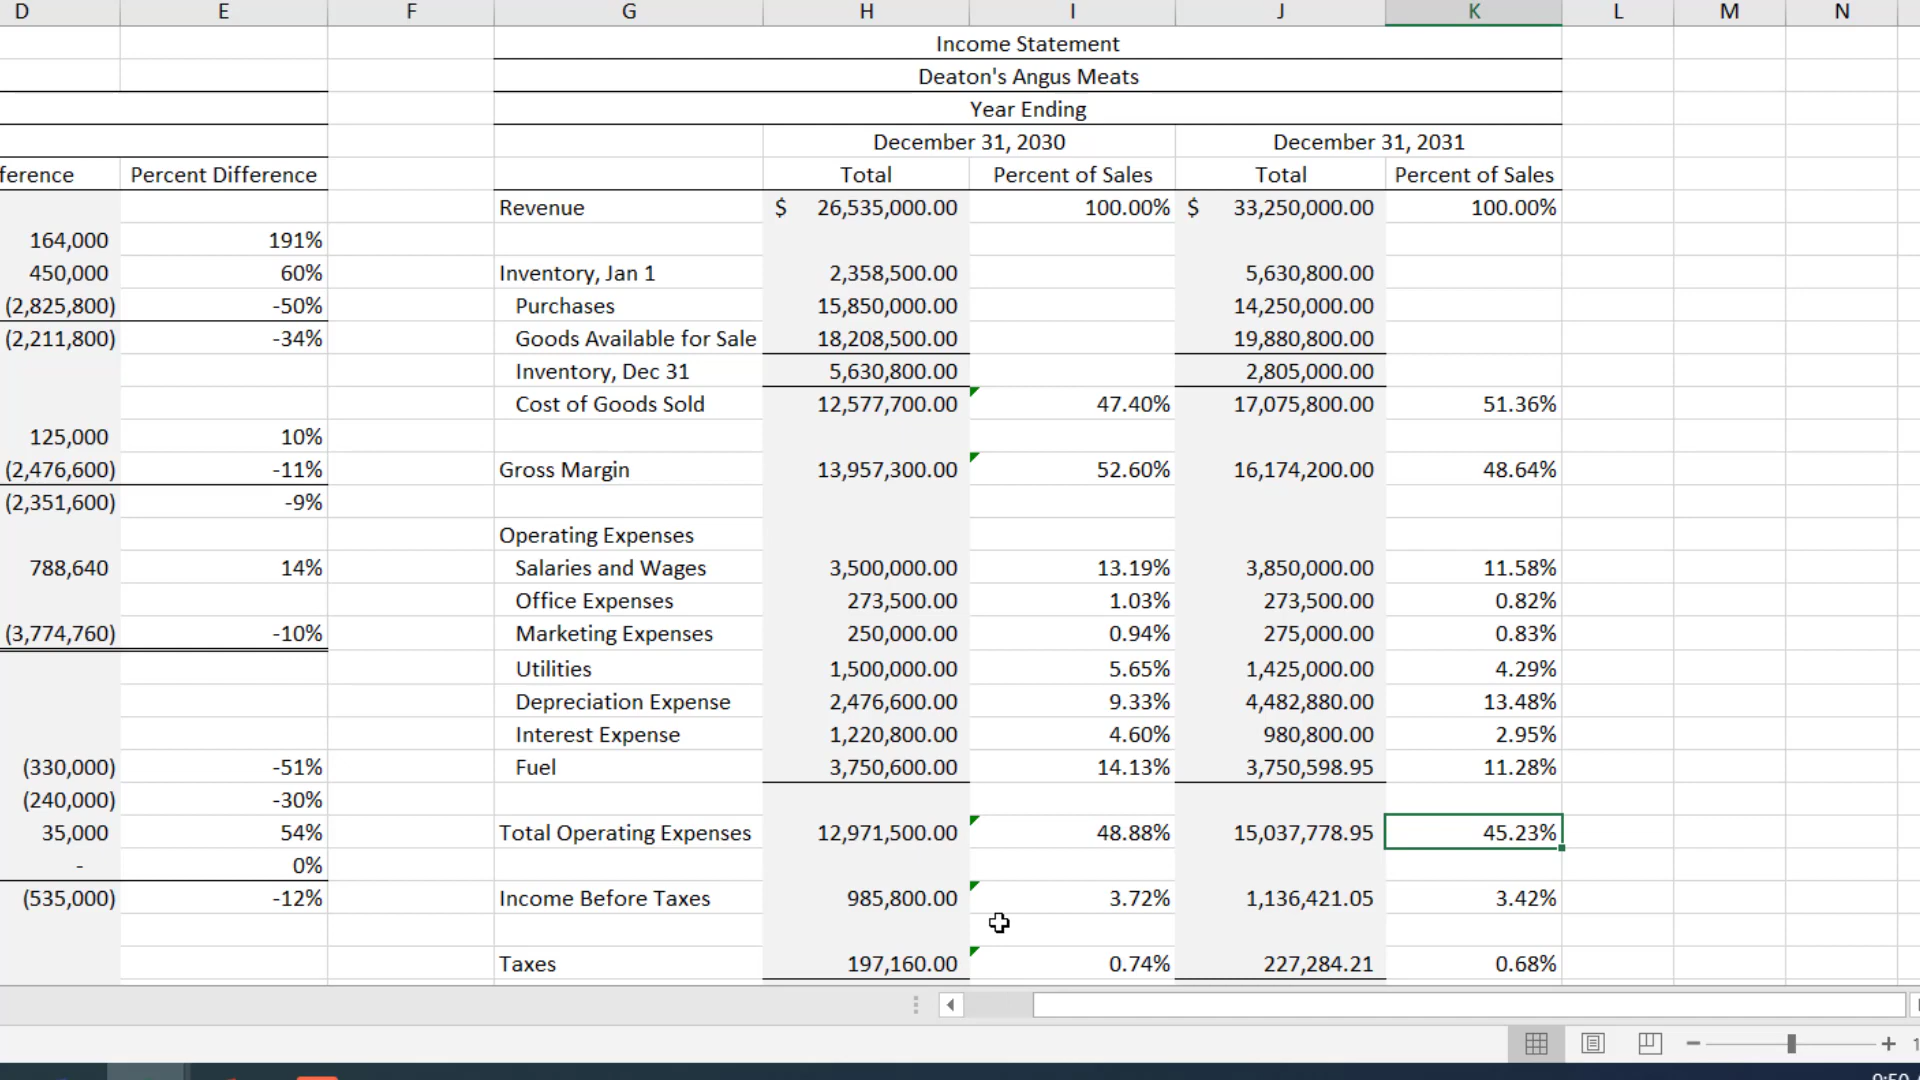 D E F G H I J K L M N
Income Statement
Deaton's Angus Meats
Year Ending
December 31, 2030 December 31, 2031
ference Percent Difference Total Percent of Sales Total Percent of Sales
Revenue $ 26,535,000.00 100.00% $ 33,250,000.00 100.00%
164,000 191%
450,000 60% Inventory, Jan 1 2,358,500.00 5,630,800.00
(2,825,800) -50% Purchases 15,850,000.00 14,250,000.00
(2,211,800) -34% Goods Available for Sale 18,208,500.00 19,880,800.00
Inventory, Dec 31 5,630,800.00 2,805,000.00
Cost of Goods Sold 12,577,700.00 47.40% 17,075,800.00 51.36%
125,000 10%
(2,476,600) -11% Gross Margin 13,957,300.00 52.60% 16,174,200.00 48.64%
(2,351,600) -9%
Operating Expenses
788,640 14% Salaries and Wages 3,500,000.00 13.19% 3,850,000.00 11.58%
Office Expenses 273,500.00 1.03% 273,500.00 0.82%
(3,774,760) -10% Marketing Expenses 250,000.00 0.94% 275,000.00 0.83%
Utilities 1,500,000.00 5.65% 1,425,000.00 4.29%
Depreciation Expense 2,476,600.00 9.33% 4,482,880.00 13.48%
Interest Expense 1,220,800.00 4.60% 980,800.00 2.95%
(330,000) -51% Fuel 3,750,600.00 14.13% 3,750,598.95 11.28%
(240,000) -30%
35,000 54% Total Operating Expenses 12,971,500.00 48.88% 15,037,778.95 45.23%
- 0%
(535,000) -12% Income Before Taxes 985,800.00 3.72% 1,136,421.05 3.42%
Taxes 197,160.00 0.74% 227,284.21 0.68%